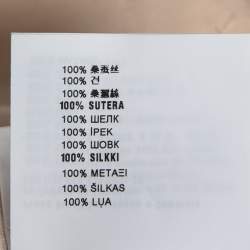 100% 桑蚕丝
100% 견
100% 桑蠶絲
100% SUTERA
100% ШЕЛК
100% İPEK
100% ШОВК
100% SILKKI
100% ΜΕΤΑΞΙ
100% ŠILKAS
100% LỤA